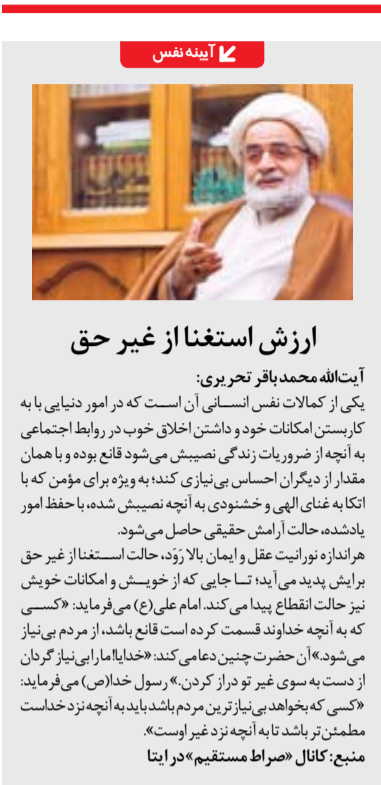 آیینه نفس
ارزش استغنا از غیر حق
آیت‌الله محمدباقر تحریری:
یکی از کمالات نفس انسـانی آن اسـت که در امور دنیایی با به
کاربستن امکانات خود و داشتن اخلاق خوب در روابط اجتماعی
به آنچه از ضروریات زندگی نصیبش می‌شود قانع بوده و با همان
مقدار از دیگران احساس بی‌نیازی کند؛ به ویژه برای مؤمن که با
اتکا به غنای الهی و خشنودی به آنچه نصیبش شده، با حفظ امور
یادشده، حالت آرامش حقیقی حاصل می‌شود.
هراندازه نورانیت عقل و ایمان بالا رَوَد، حالت اسـتغنا از غیر حق
برایش پدید می‌آید؛ تـا جایی که از خویـش و امکانات خویش
نیز حالت انقطاع پیدا می‌کند. امام علی(ع) می‌فرماید: «کسـی
که به آنچه خداوند قسمت کرده است قانع باشد، از مردم بی‌نیاز
می‌شود.» آن حضرت چنین دعا می‌کند: «خدایا! ما را بی‌نیاز گردان
از دست به سوی غیر تو دراز کردن.» رسول خدا(ص) می‌فرماید:
«کسی که بخواهد بی‌نیازترین مردم باشد باید به آنچه نزد خداست
مطمئن‌تر باشد تا به آنچه نزد غیر اوست».
منبع: کانال «صراط مستقیم» در ایتا